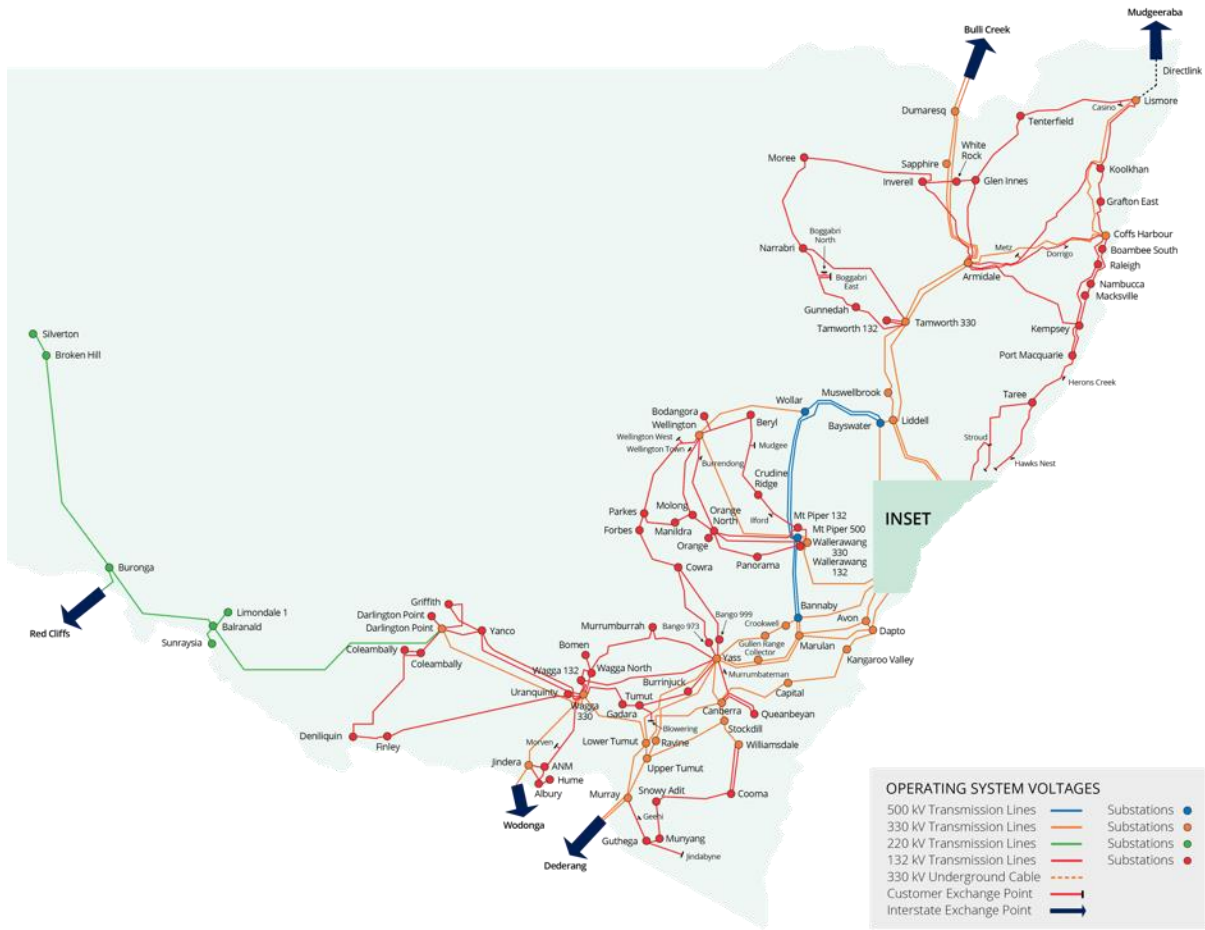 Mudgeeraba
Bulli Creek
Directlink
Dumaresq
Casino
Lismore
Tenterfield
White
Rock
Moree
Sapphire
Inverell
Glen Innes
Koolkhan
Grafton East
Boggabri
North
Narrabri
Metz
Dorrigo
Coffs Harbour
Boambee South
Raleigh
Armidale
Boggabri
East
Nambucca
Macksville
Gunnedah
Tamworth 132
Tamworth 330
Kempsey
Silverton
Broken Hill
Port Macquarie
Herons Creek
Muswellbrook
Taree
Wollar
Bodangora
Wellington
Beryl
Bayswater
Liddell
Wellington West
Wellington Town
Mudgee
Stroud
Burrendong
Hawks Nest
Crudine
Ridge
Parkes
Molong
Orange
North
Ilford
Mt Piper 132
Mt Piper 500
INSET
Forbes
Manildra
Orange
Wallerawang
330
Panorama
Wallerawang
132
Cowra
Buronga
Red Cliffs
Limondale 1
Balranald
Sunraysia
Griffith
Darlington Point
Darlington Point
Yanco
Coleambally
Coleambally
Murrumburrah
Bango 973
Bango 999
Bannaby
Crookwell
Avon
Dapto
Gullen Range
Collector
Marulan
Kangaroo Valley
Bomen
Wagga North
Wagga 132
Yass
Murrumbateman
Burrinjuck
Capital
Uranquinty
Wagga
330
Tumut
Gadara
Canberra
Queanbeyan
Blowering
Stockdill
Deniliquin
Finley
Morven
Lower Tumut
Ravine
Williamsdale
Jindera
ANM
Hume
Albury
Upper Tumut
Murray
Snowy Adit
Cooma
Wodonga
Geehi
Guthega
Munyang
Jindabyne
Dederang
OPERATING SYSTEM VOLTAGES
500 kV Transmission Lines Substations
330 kV Transmission Lines Substations
220 kV Transmission Lines Substations
132 kV Transmission Lines Substations
330 kV Underground Cable
Customer Exchange Point
Interstate Exchange Point